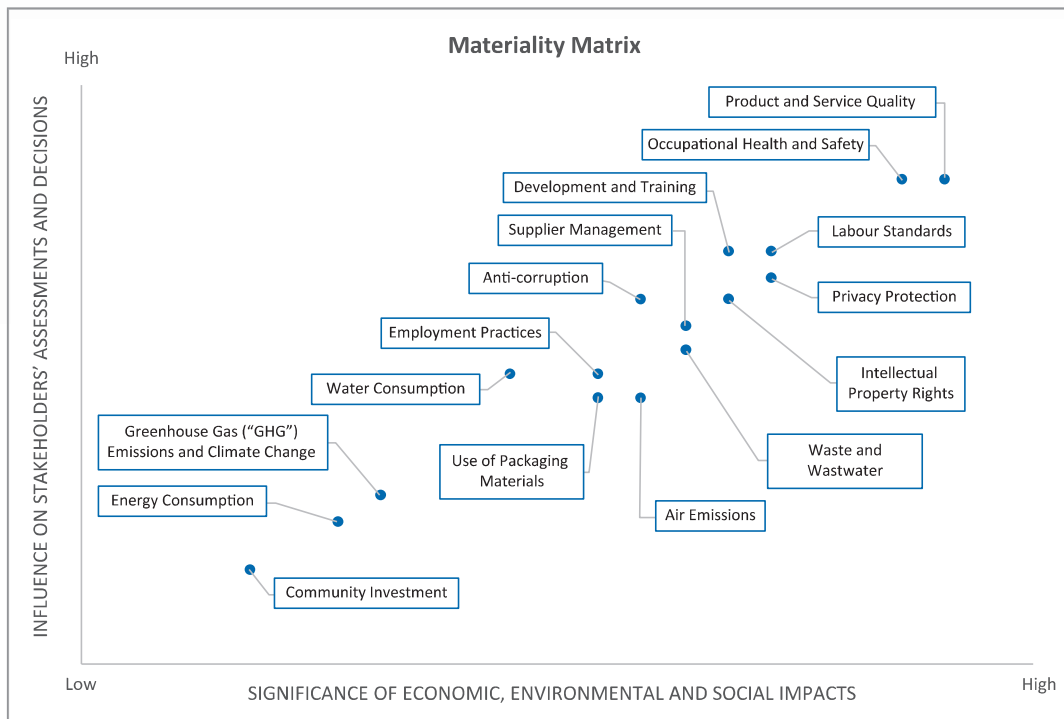 Materiality Matrix
High
INFLUENCE ON STAKEHOLDERS’ ASSESSMENTS AND DECISIONS
Product and Service Quality
Occupational Health and Safety
Development and Training
Supplier Management
Labour Standards
Anti-corruption
Privacy Protection
Employment Practices
Water Consumption
Intellectual
Property Rights
Greenhouse Gas (“GHG”)
Emissions and Climate Change
Use of Packaging
Materials
Waste and
Wastwater
Energy Consumption
Air Emissions
Community Investment
Low
SIGNIFICANCE OF ECONOMIC, ENVIRONMENTAL AND SOCIAL IMPACTS
High